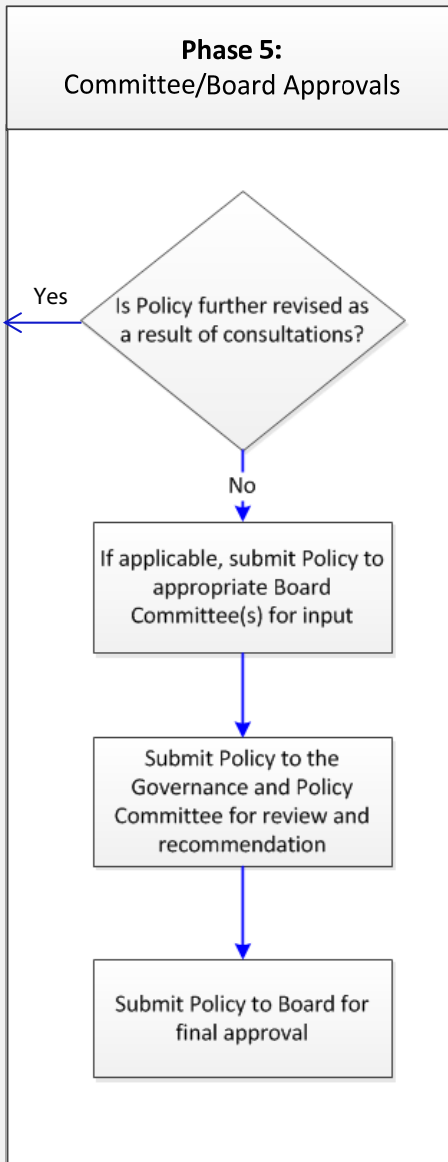 Phase 5:
Committee/Board Approvals
Is Policy further revised as
a result of consultations?
Yes
No
If applicable, submit Policy to
appropriate Board
Committee(s) for input
Submit Policy to the
Governance and Policy
Committee for review and
recommendation
Submit Policy to Board for
final approval